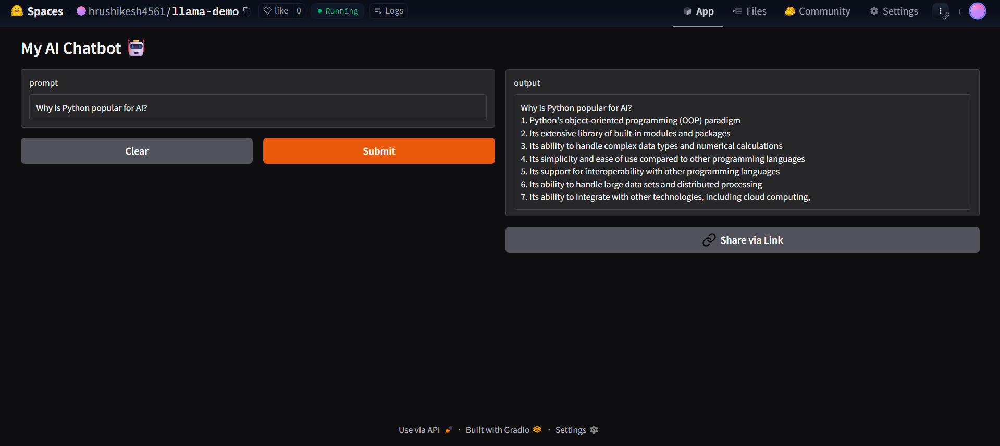 Spaces hrushikesh4561/llama-demo like 0 Running Logs App Files Community Settings
My AI Chatbot
prompt
Why is Python popular for AI?
Clear Submit
output
Why is Python popular for AI?
1. Python's object-oriented programming (OOP) paradigm
2. Its extensive library of built-in modules and packages
3. Its ability to handle complex data types and numerical calculations
4. Its simplicity and ease of use compared to other programming languages
5. Its support for interoperability with other programming languages
6. Its ability to handle large data sets and distributed processing
7. Its ability to integrate with other technologies, including cloud computing,
Share via Link
Use via API · Built with Gradio · Settings